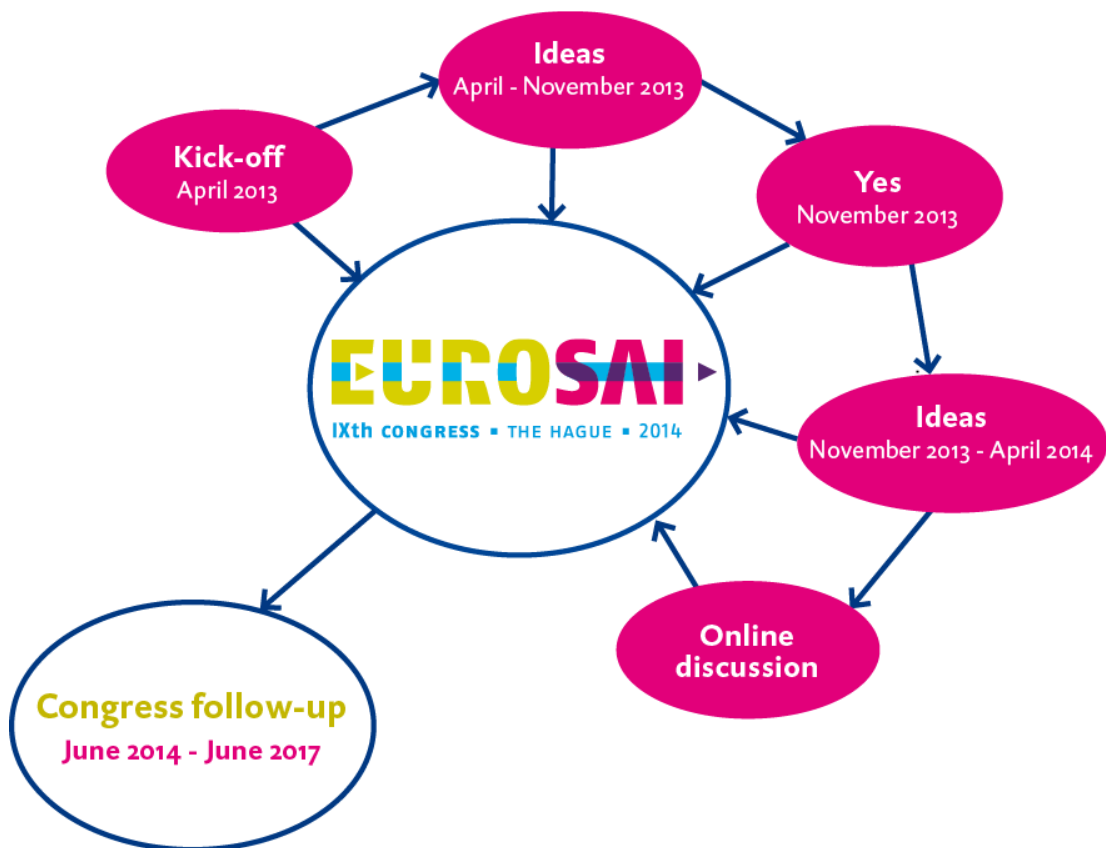 Ideas
April - November 2013
Kick-off
April 2013
Yes
November 2013
EUROSAI
IXth CONGRESS ▪ THE HAGUE ▪ 2014
Ideas
November 2013 - April 2014
Online
discussion
Congress follow-up
June 2014 - June 2017